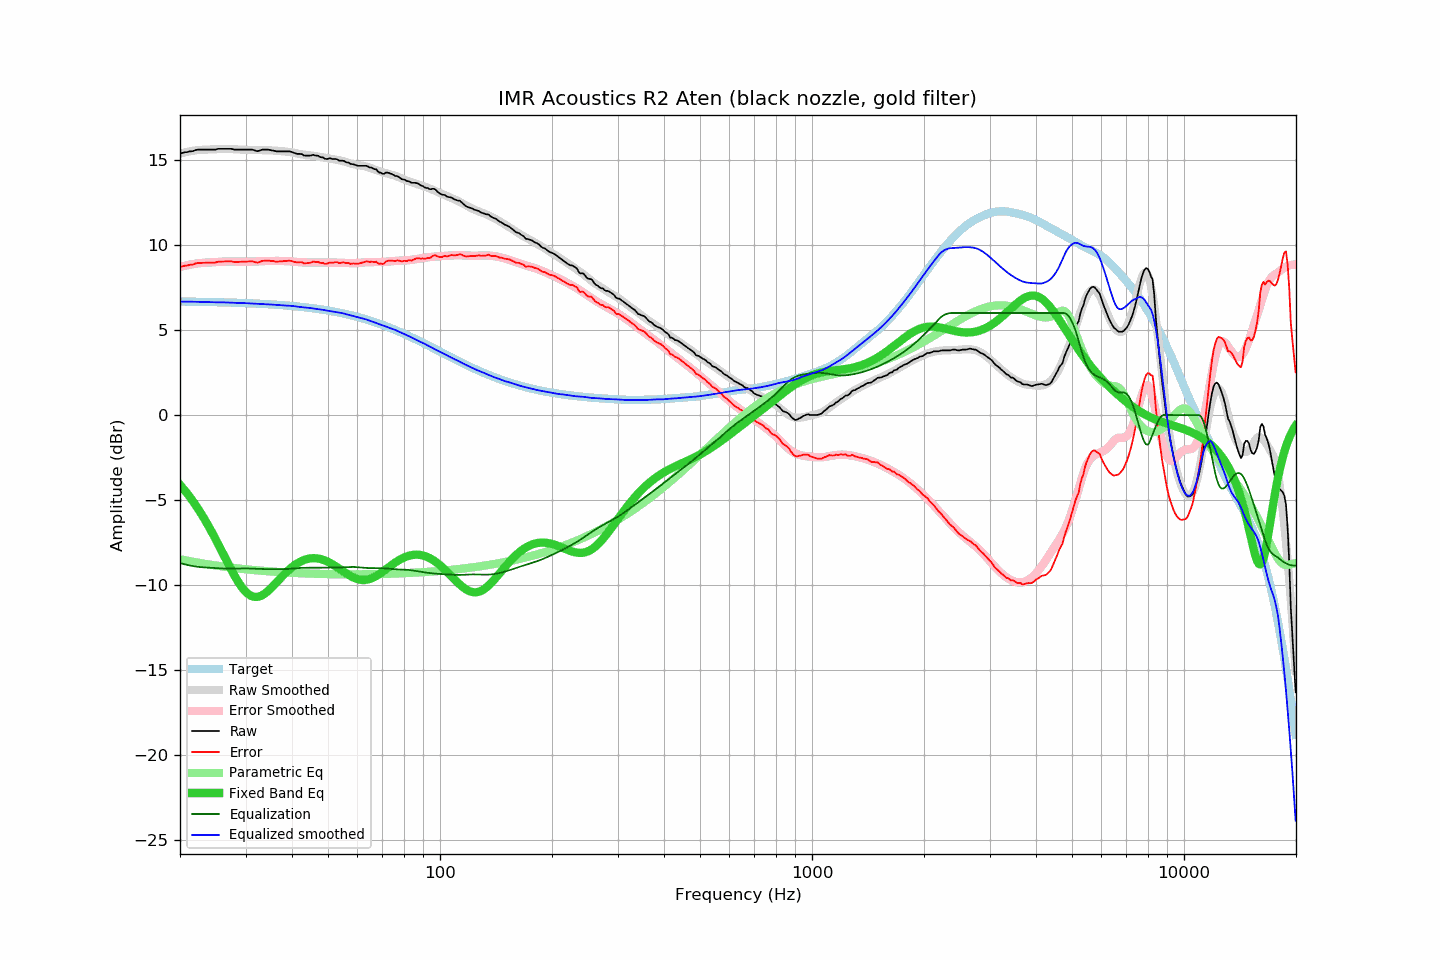 IMR Acoustics R2 Aten (black nozzle, gold filter)
Amplitude (dBr)
15
10
5
0
−5
−10
−15
−20
−25
Target
Raw Smoothed
Error Smoothed
Raw
Error
Parametric Eq
Fixed Band Eq
Equalization
Equalized smoothed
100
1000
10000
Frequency (Hz)